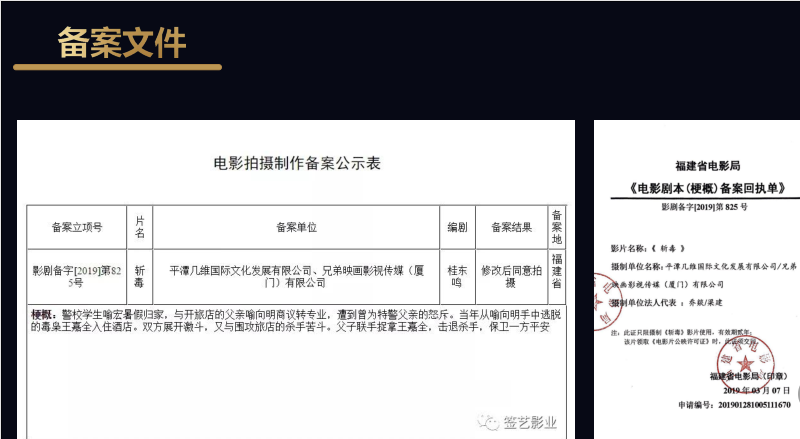 备案文件
电影拍摄制作备案公示表
备案立项号
片名
备案单位
编剧
备案结果
备案地
影剧备字[2019]第825号
斩毒
平潭几维国际文化发展有限公司、兄弟映画影视传媒（厦门）有限公司
桂东鸣
修改后同意拍摄
福建省
梗概：警校学生喻宏暑假归家，与开旅店的父亲喻向明商议转专业，遭到曾为特警父亲的怒斥。当年从喻向明手中逃脱
的毒枭王嘉全入住酒店。双方展开激斗，又与围攻旅店的杀手苦斗。父子联手捉拿王嘉全，击退杀手，保卫一方平安
签艺影业
福建省电影局
《电影剧本(梗概)备案回执单》
影剧备字[2019]第 825 号
影片名称：《 斩毒 》
摄制单位名称：平潭几维国际文化发展有限公司/兄弟
映画影视传媒（厦门）有限公司
摄制单位法人代表：乔皴/梁建
注：此证只限摄制《斩毒》影片使用，有效期贰年。
该片领取《电影片公映许可证》时，此证须交回
福建省电影局（印章）
2019 年 03 月 07 日
申请编号：201901281005111670